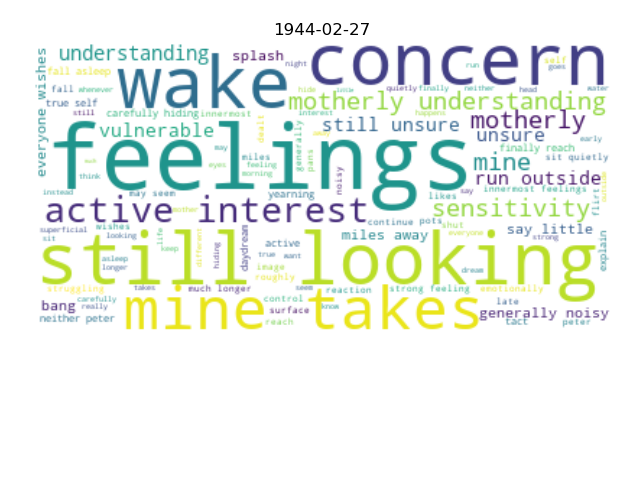 1944-02-27
concern
wake
understanding
splash
night
run
self
goes
fall asleep
fall
whenever
hide
quietly
finally
neither
head
water
true self
motherly understanding
still
carefully hiding
innermost
interest
happens
everyone wishes
vulnerable
dealt
generally
still unsure
motherly
unsure
early
feelings
may
miles
finally reach
sit quietly
mine
eyes
feeling
morning
pans
away
noisy
run outside
outside
instead
think
may seem
yearning
likes
say
innermost feelings
flirt
active interest
mother
sensitivity
superficial
wishes
continue
pots
shut
say little
sit
looking
life
keep
different
hiding
daydream
active
miles away
everyone
strong
explain
still looking
asleep
longer
true
want
image
roughly
dream
struggling
takes
much longer
seem
reaction
strong feeling
emotionally
bang
carefully
really
mine takes
control
know
late
surface
generally noisy
neither peter
reach
tact
peter